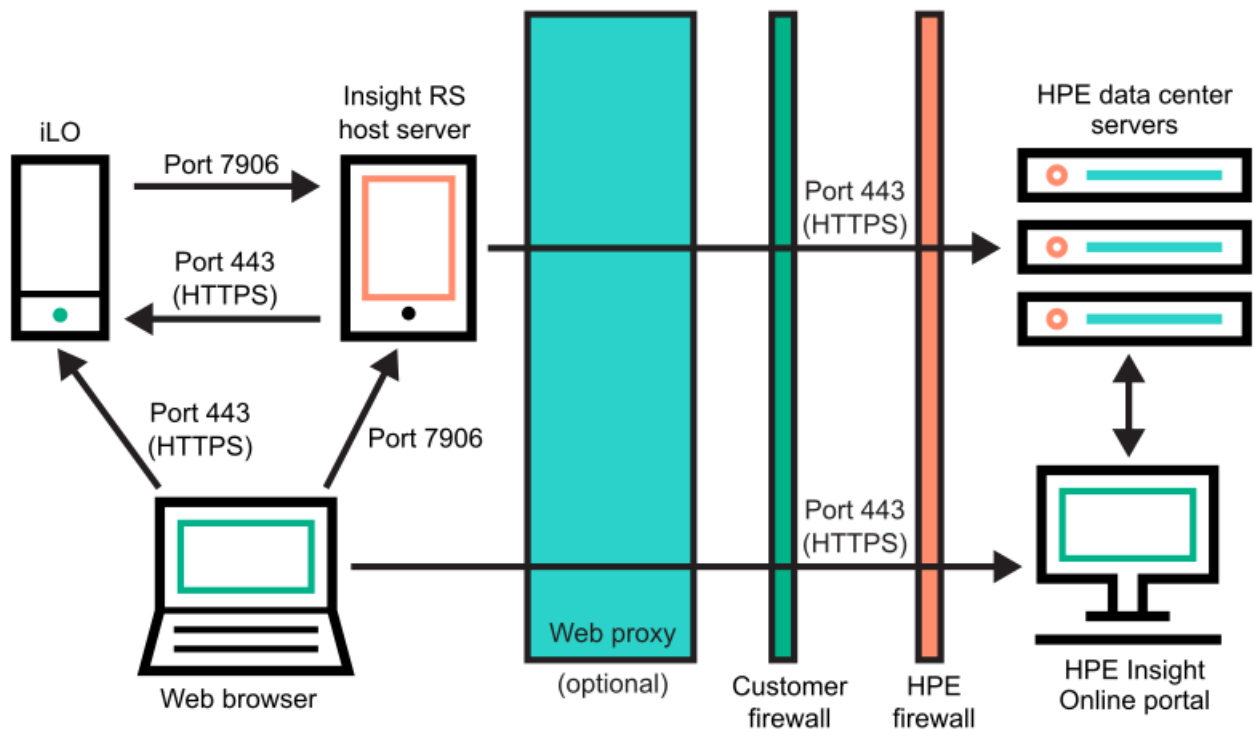 iLO
Insight RS
host server
HPE data center
servers
Port 7906
Port 443
(HTTPS)
Port 443
(HTTPS)
Port 443
(HTTPS)
Port 7906
Port 443
(HTTPS)
Web browser
Web proxy
(optional)
Customer
firewall
HPE
firewall
HPE Insight
Online portal